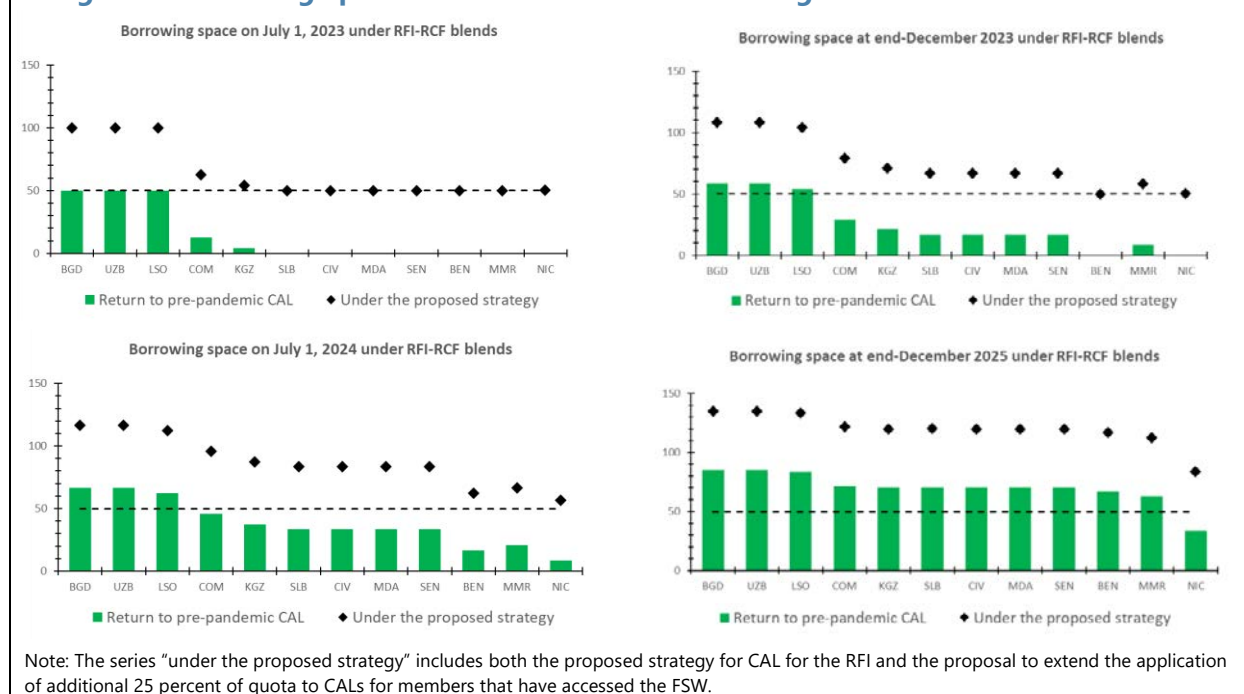 Borrowing space on July 1, 2023 under RFI-RCF blends
150
100
50
0
BGD UZB LSO COM KGZ SLB CIV MDA SEN BEN MMR NIC
Return to pre-pandemic CAL Under the proposed strategy
Borrowing space at end-December 2023 under RFI-RCF blends
150
100
50
0
BGD UZB LSO COM KGZ SLB CIV MDA SEN BEN MMR NIC
Return to pre-pandemic CAL Under the proposed strategy
Borrowing space on July 1, 2024 under RFI-RCF blends
150
100
50
0
BGD UZB LSO COM KGZ SLB CIV MDA SEN BEN MMR NIC
Return to pre-pandemic CAL Under the proposed strategy
Borrowing space at end-December 2025 under RFI-RCF blends
150
100
50
0
BGD UZB LSO COM KGZ SLB CIV MDA SEN BEN MMR NIC
Return to pre-pandemic CAL Under the proposed strategy
Note: The series “under the proposed strategy” includes both the proposed strategy for CAL for the RFI and the proposal to extend the application
of additional 25 percent of quota to CALs for members that have accessed the FSW.